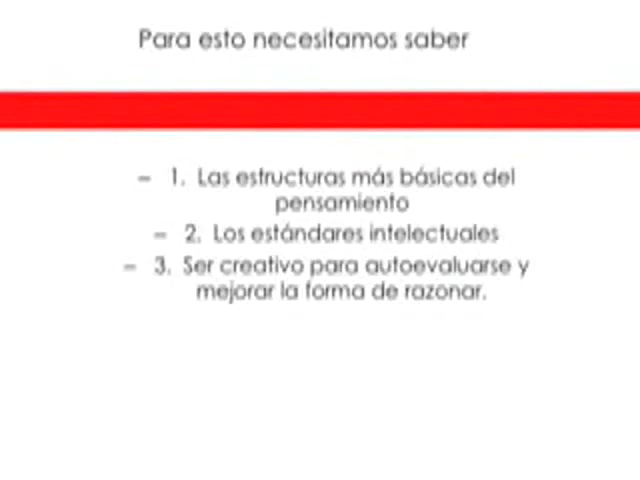 Para esto necesitamos saber
– 1. Las estructuras más básicas del
pensamiento
– 2. Los estándares intelectuales
– 3. Ser creativo para autoevaluarse y
mejorar la forma de razonar.